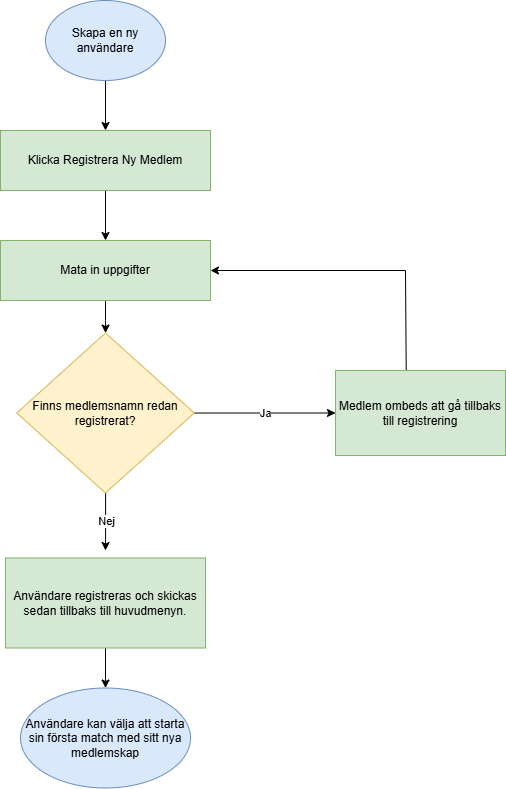 Skapa en ny
användare
Klicka Registrera Ny Medlem
Mata in uppgifter
Finns medlemsnamn redan
registrerat?
Ja
Medlem ombeds att gå tillbaks
till registrering
Nej
Användare registreras och skickas
sedan tillbaks till huvudmenyn.
Användare kan välja att starta
sin första match med sitt nya
medlemskap